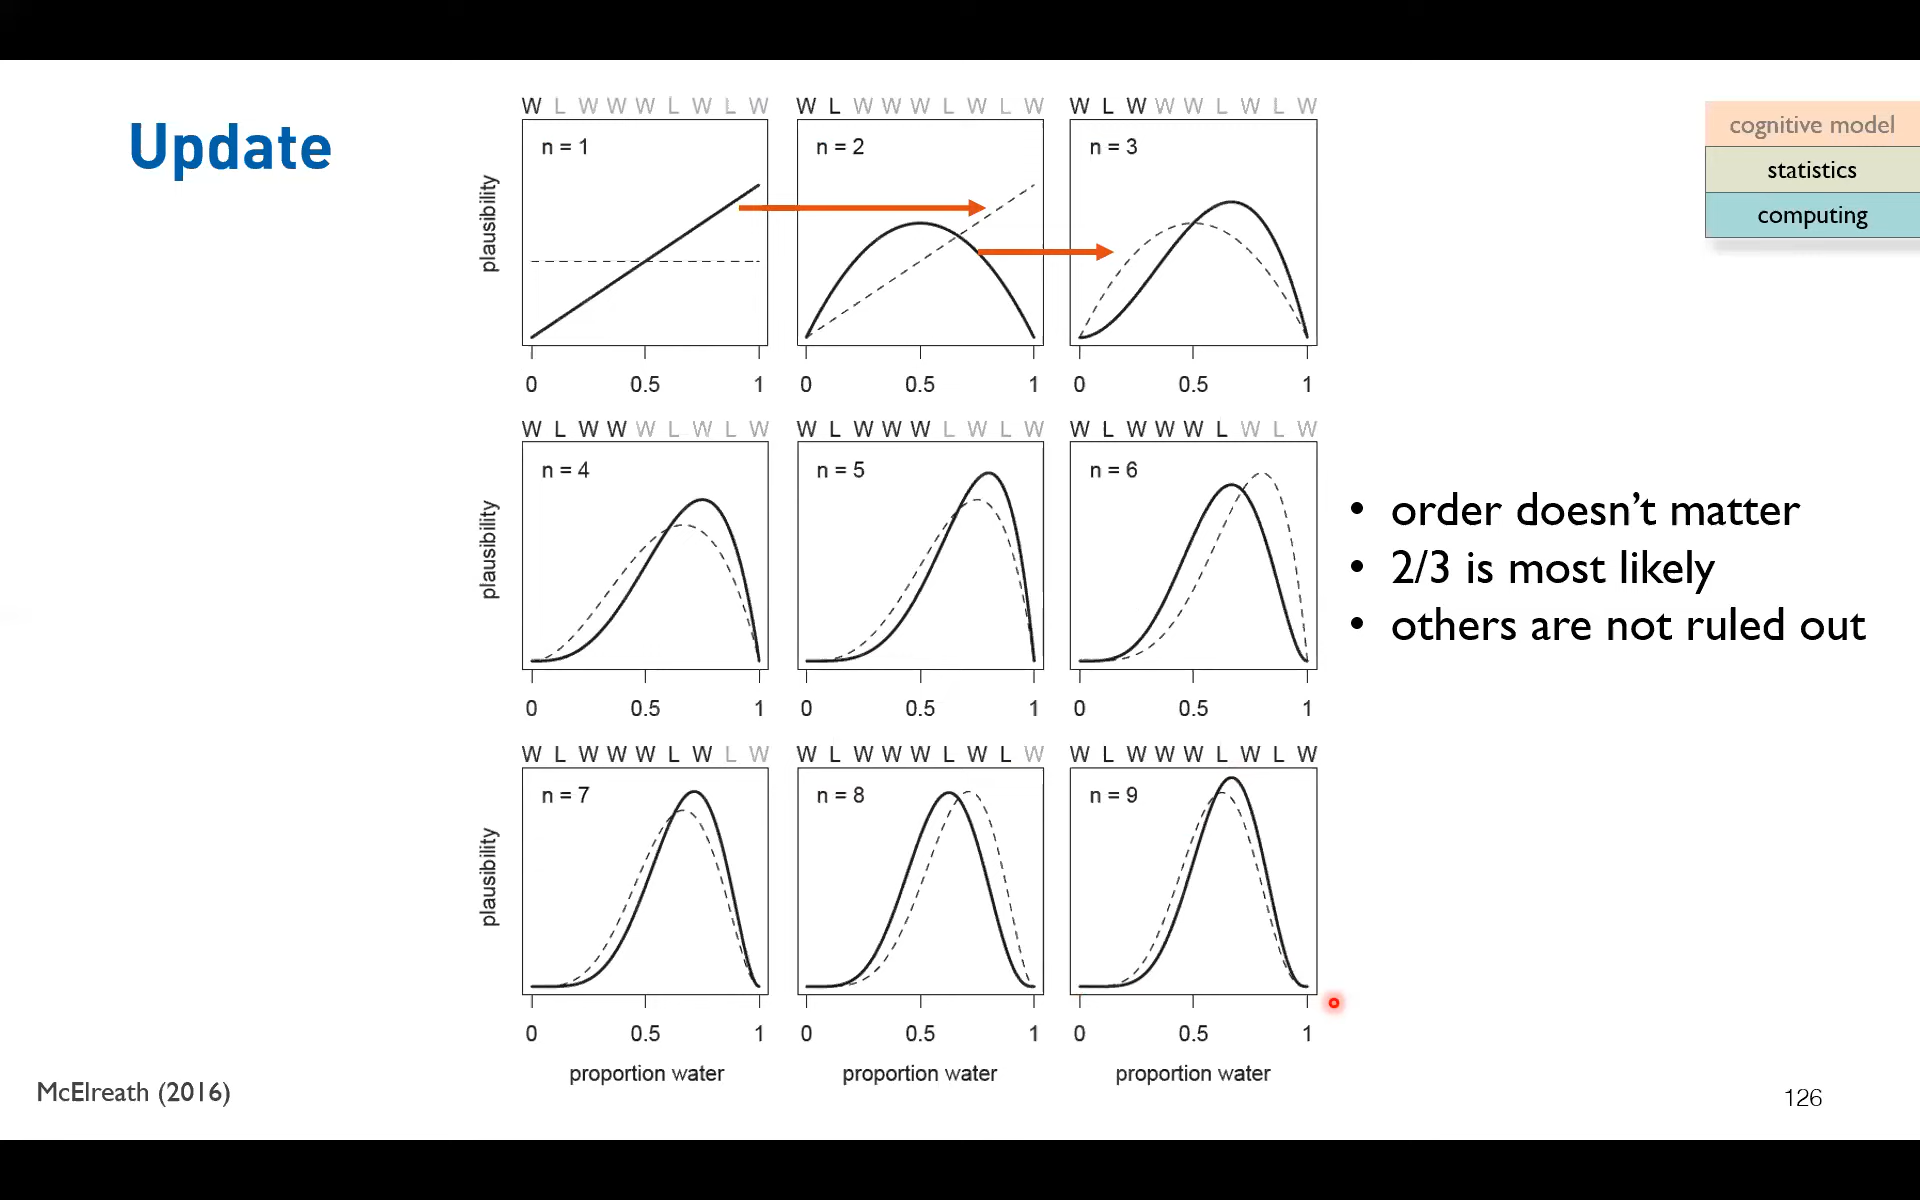 Update
cognitive model
statistics
computing
W L W W W L W L W
W L W W W L W L W
W L W W W L W L W
n = 1
n = 2
n = 3
plausibility
0 0.5 1
0 0.5 1
0 0.5 1
W L W W W L W L W
W L W W W L W L W
W L W W W L W L W
n = 4
n = 5
n = 6
plausibility
0 0.5 1
0 0.5 1
0 0.5 1
• order doesn’t matter
• 2/3 is most likely
• others are not ruled out
W L W W W L W L W
W L W W W L W L W
W L W W W L W L W
n = 7
n = 8
n = 9
plausibility
0 0.5 1
0 0.5 1
0 0.5 1
proportion water
proportion water
proportion water
McElreath (2016)
126